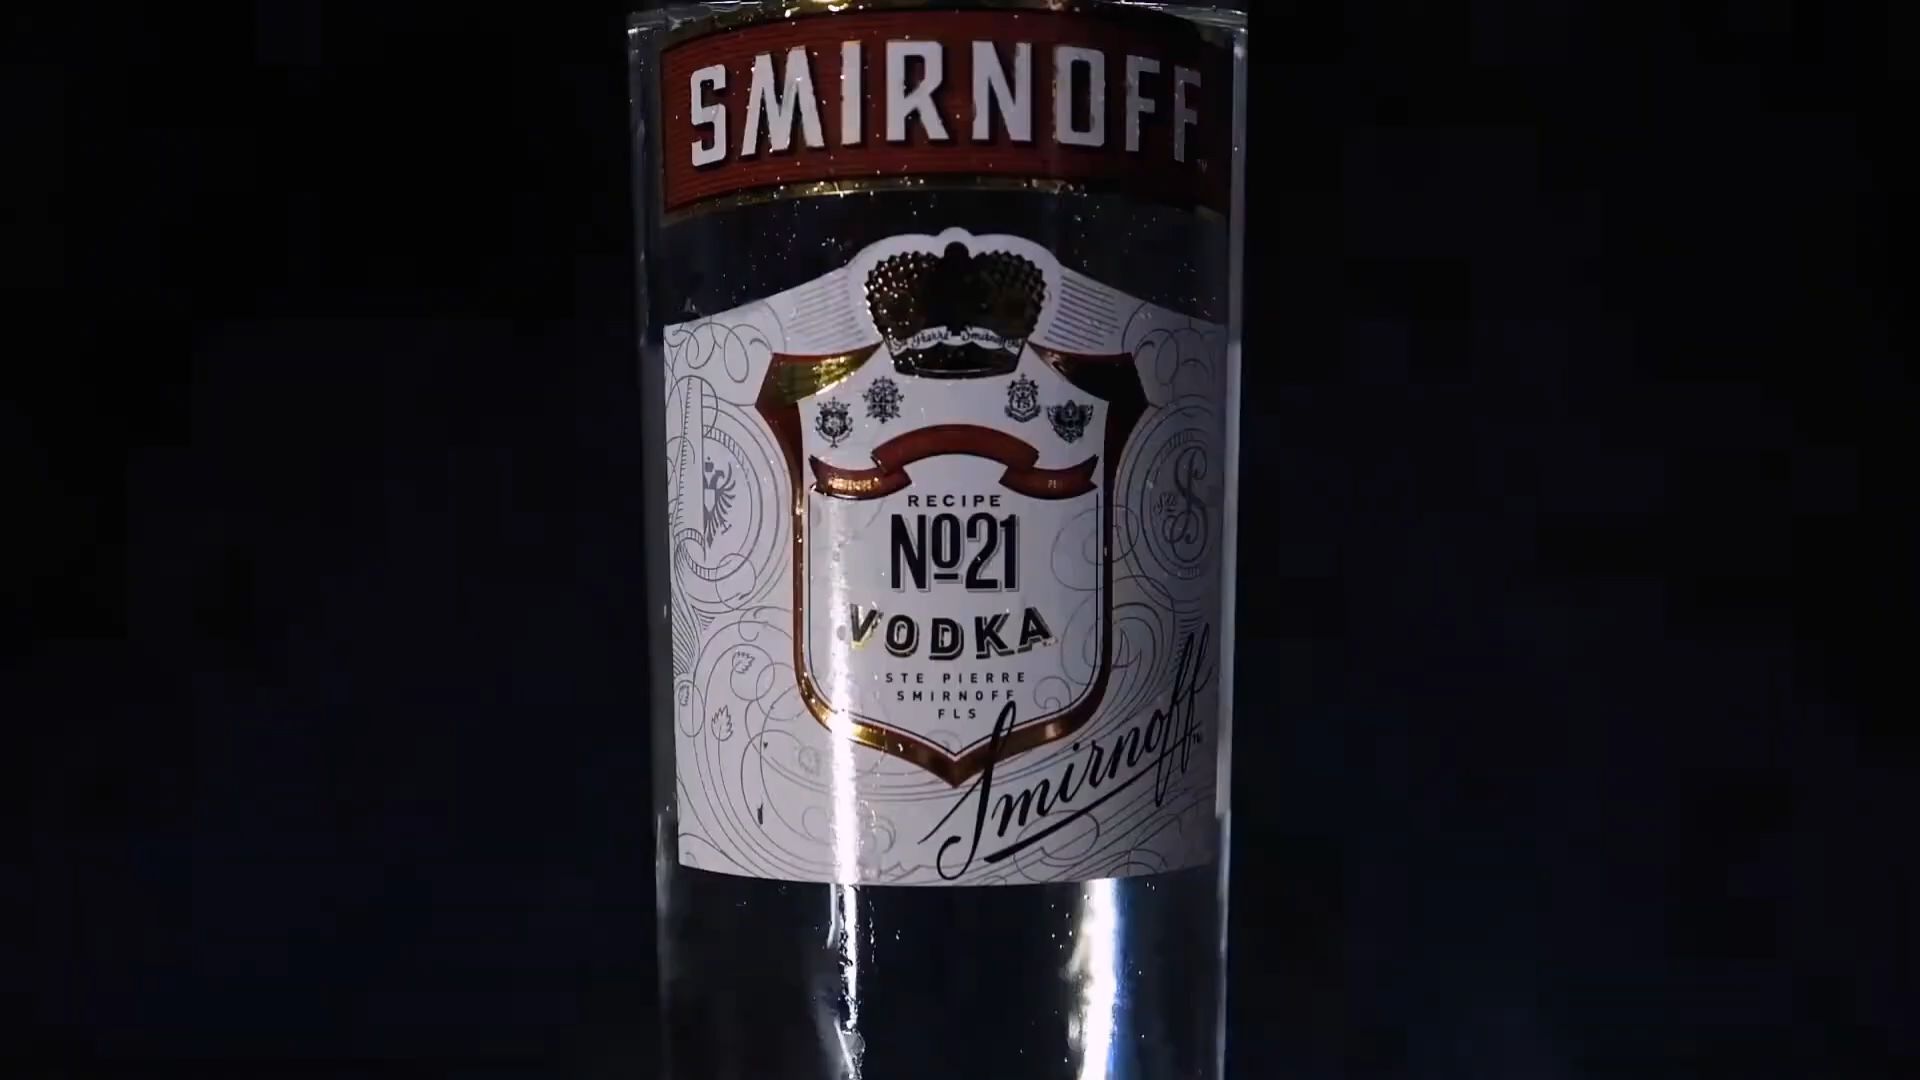 SMIRNOFF
RECIPE
Nº21
VODKA
STE PIERRE
SMIRNOFF
FLS
Smirnoff